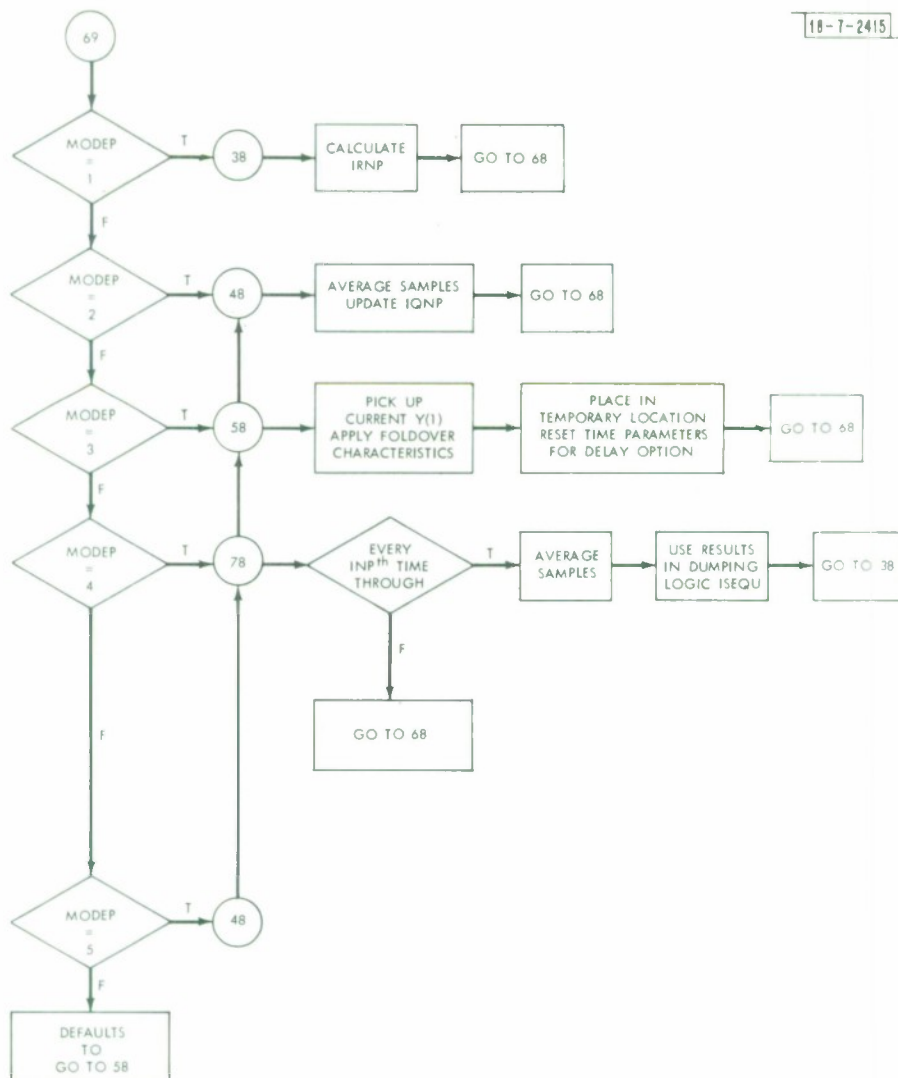 18-7-2415
69
MODEP
=
1
T
38
CALCULATE
IRNP
GO TO 68
F
MODEP
=
2
T
48
AVERAGE SAMPLES
UPDATE IQNP
GO TO 68
F
MODEP
=
3
T
58
PICK UP
CURRENT Y(1)
APPLY FOLDOVER
CHARACTERISTICS
PLACE IN
TEMPORARY LOCATION
RESET TIME PARAMETERS
FOR DELAY OPTION
GO TO 68
F
MODEP
=
4
T
78
EVERY
INPth TIME
THROUGH
T
AVERAGE
SAMPLES
USE RESULTS
IN DUMPING
LOGIC ISEQU
GO TO 38
F
GO TO 68
F
MODEP
=
5
T
48
F
DEFAULTS
TO
GO TO 58